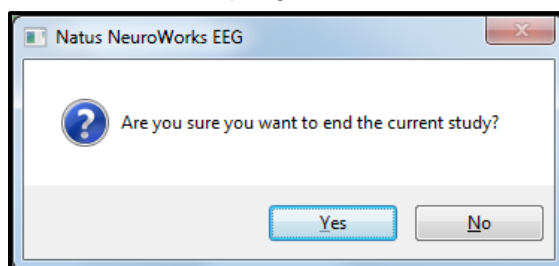 Natus NeuroWorks EEG
Are you sure you want to end the current study?
Yes
No